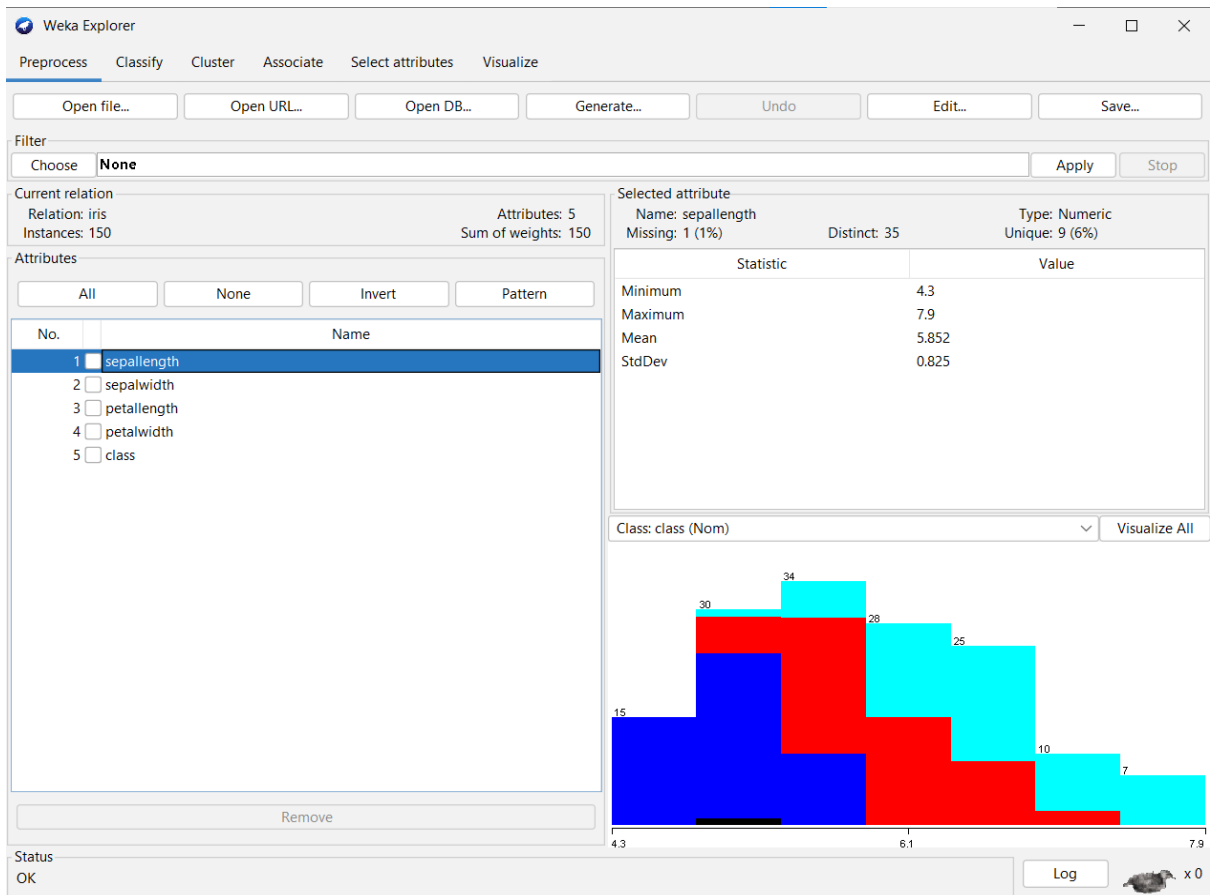 Weka Explorer
Preprocess Classify Cluster Associate Select attributes Visualize
Open file... Open URL... Open DB... Generate... Undo Edit... Save...
Filter
Choose None Apply Stop
Current relation
Relation: iris Attributes: 5
Instances: 150 Sum of weights: 150
Selected attribute
Name: sepallength Type: Numeric
Missing: 1 (1%) Distinct: 35 Unique: 9 (6%)
Attributes
All None Invert Pattern
No. Name
1 sepallength
2 sepalwidth
3 petallength
4 petalwidth
5 class
Remove
Statistic Value
Minimum 4.3
Maximum 7.9
Mean 5.852
StdDev 0.825
Class: class (Nom) Visualize All
34
30
28
25
15
10
7
4.3 6.1 7.9
Status
OK Log x 0